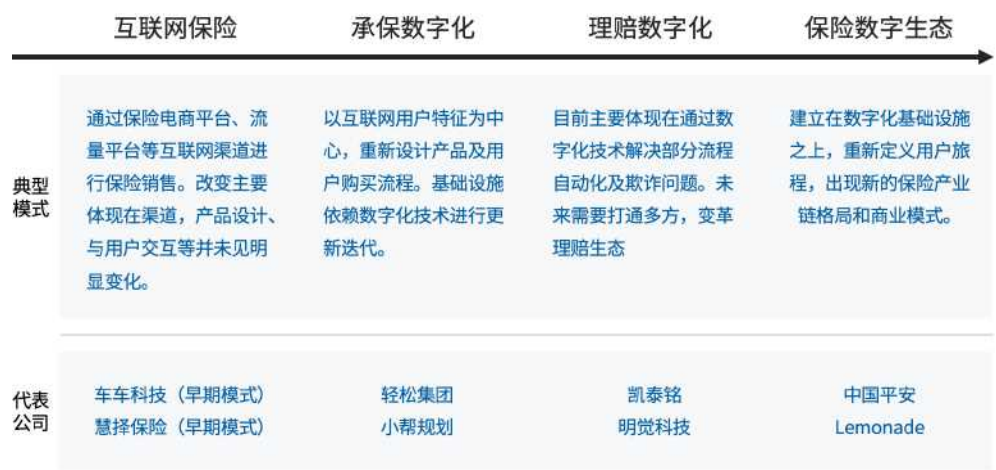 互联网保险
承保数字化
理赔数字化
保险数字生态
典型
模式
通过保险电商平台、流
量平台等互联网渠道进
行保险销售。改变主要
体现在渠道，产品设计、
与用户交互等并未见明
显变化。
以互联网用户特征为中
心，重新设计产品及用
户购买流程。基础设施
依赖数字化技术进行更
新迭代。
目前主要体现在通过数
字化技术解决部分流程
自动化及欺诈问题。未
来需要打通多方，变革
理赔生态
建立在数字化基础设施
之上，重新定义用户旅
程，出现新的保险产业
链格局和商业模式。
代表
公司
车车科技（早期模式）
慧择保险（早期模式）
轻松集团
小帮规划
凯泰铭
明觉科技
中国平安
Lemonade